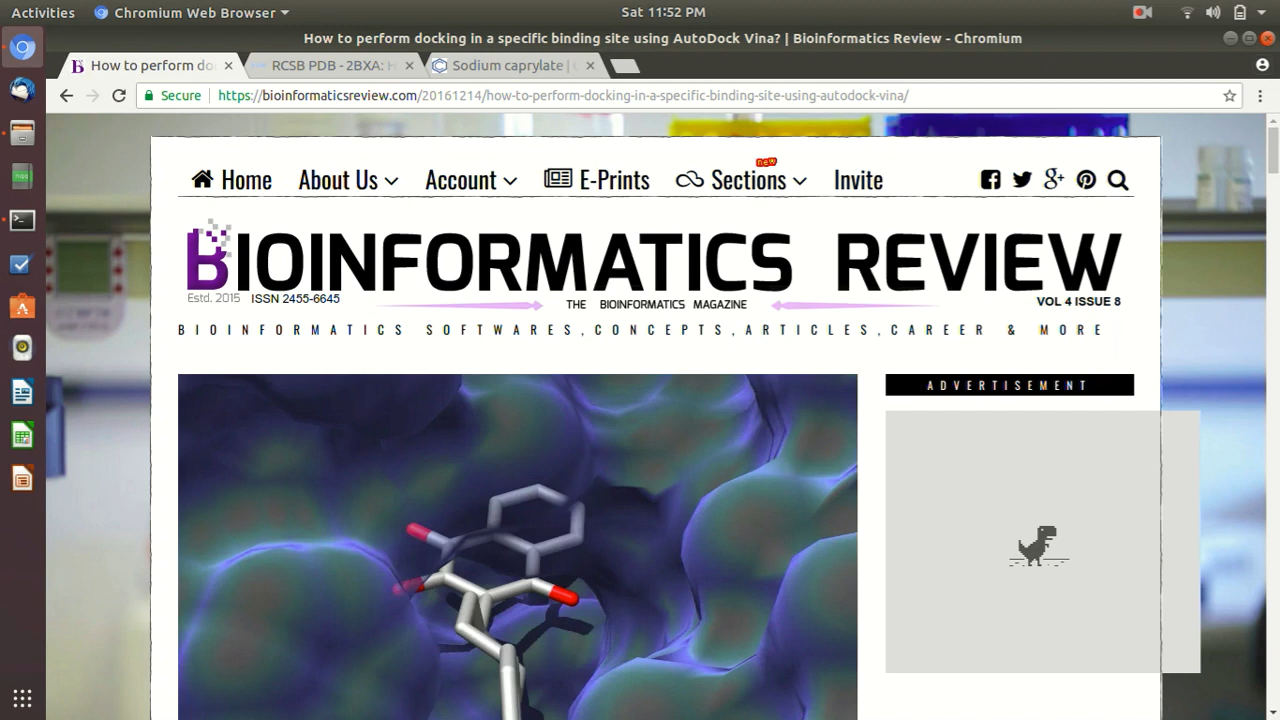 Activities
Chromium Web Browser
Sat 11:52 PM
How to perform docking in a specific binding site using AutoDock Vina? | Bioinformatics Review - Chromium
How to perform do
RCSB PDB - 2BXA: H
Sodium caprylate |
Secure
https://bioinformaticsreview.com/20161214/how-to-perform-docking-in-a-specific-binding-site-using-autodock-vina/
new
Home
About Us
Account
E-Prints
Sections
Invite
BIOINFORMATICS REVIEW
Estd. 2015
ISSN 2455-6645
THE BIOINFORMATICS MAGAZINE
VOL 4 ISSUE 8
BIOINFORMATICS SOFTWARES,CONCEPTS,ARTICLES,CAREER & MORE
ADVERTISEMENT